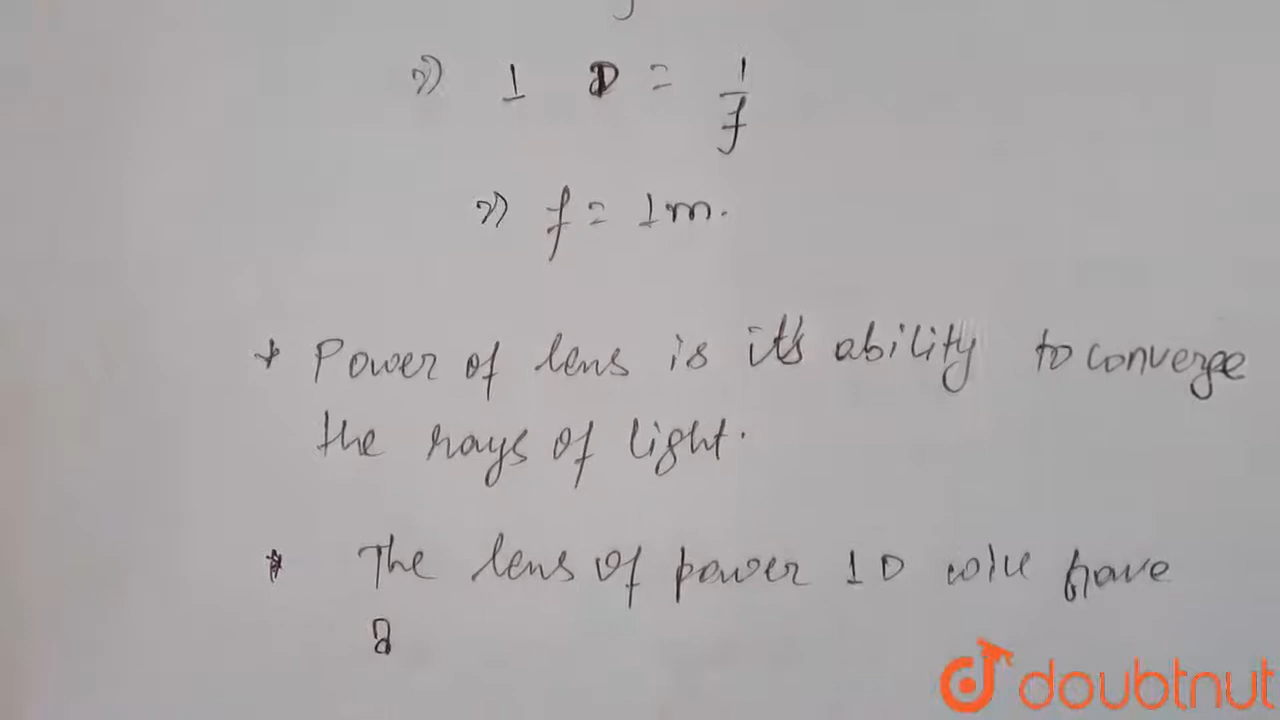 ⇒ 1 D = 1/f
⇒ f = 1m.
* Power of lens is it's ability to converge
the rays of light.
* The lens of power 1D will have
a
doubtnut